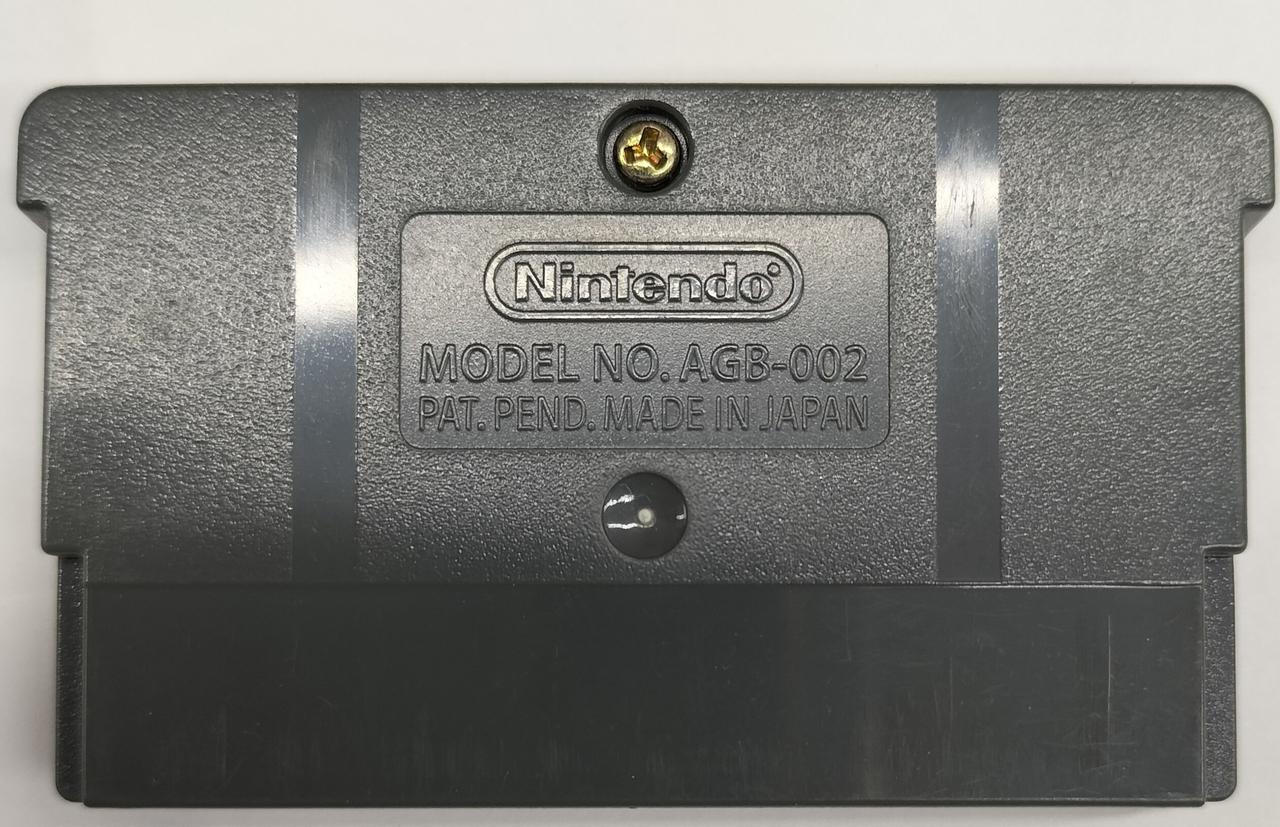 Nintendo®
MODEL NO. AGB-002
PAT. PEND. MADE IN JAPAN